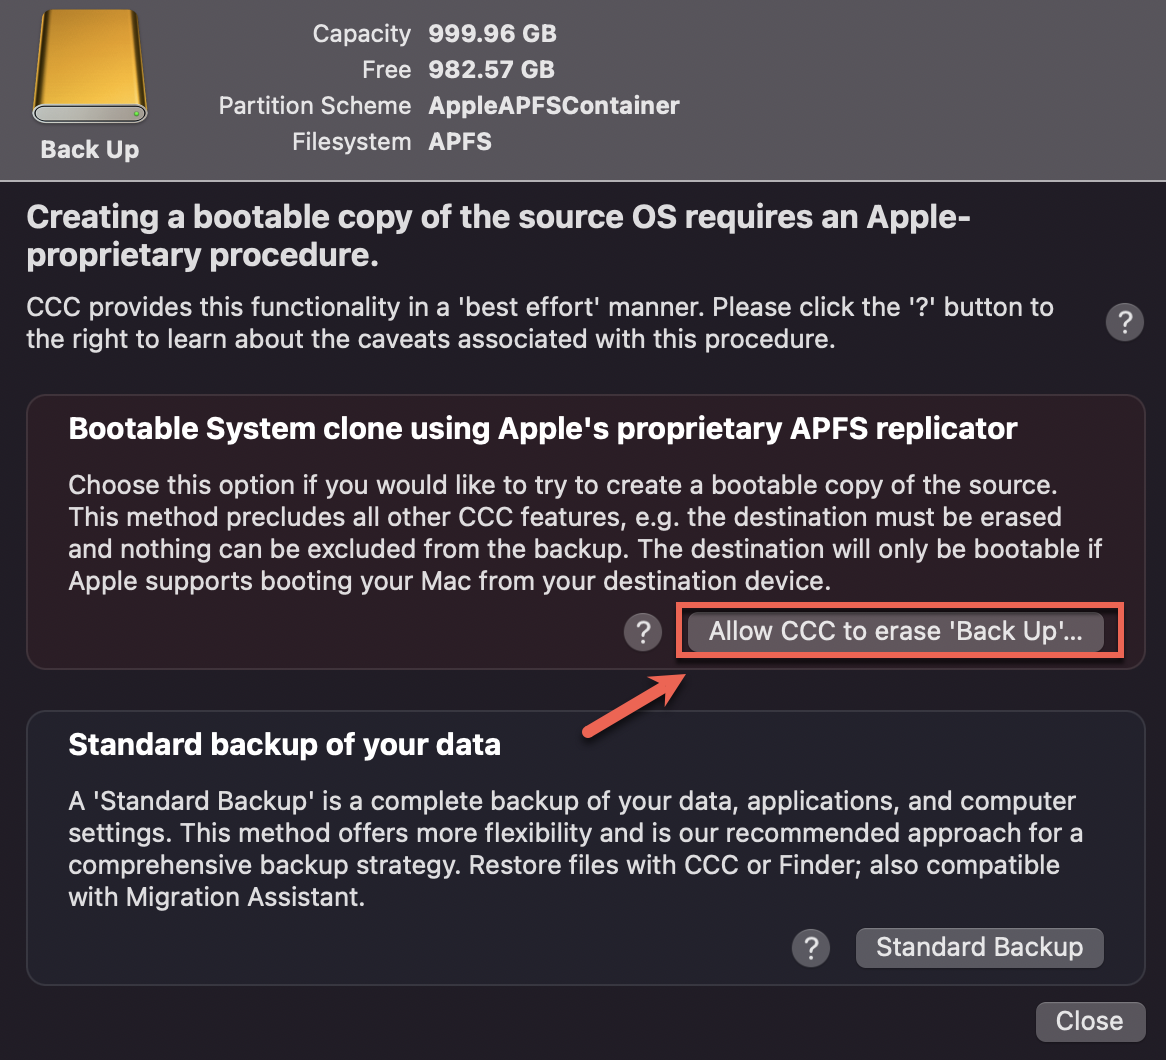 Capacity 999.96 GB
Free 982.57 GB
Partition Scheme AppleAPFSContainer
Filesystem APFS
Back Up
Creating a bootable copy of the source OS requires an Apple-
proprietary procedure.
CCC provides this functionality in a 'best effort' manner. Please click the '?' button to
the right to learn about the caveats associated with this procedure.
?
Bootable System clone using Apple's proprietary APFS replicator
Choose this option if you would like to try to create a bootable copy of the source.
This method precludes all other CCC features, e.g. the destination must be erased
and nothing can be excluded from the backup. The destination will only be bootable if
Apple supports booting your Mac from your destination device.
? Allow CCC to erase 'Back Up'...
Standard backup of your data
A 'Standard Backup' is a complete backup of your data, applications, and computer
settings. This method offers more flexibility and is our recommended approach for a
comprehensive backup strategy. Restore files with CCC or Finder; also compatible
with Migration Assistant.
? Standard Backup
Close